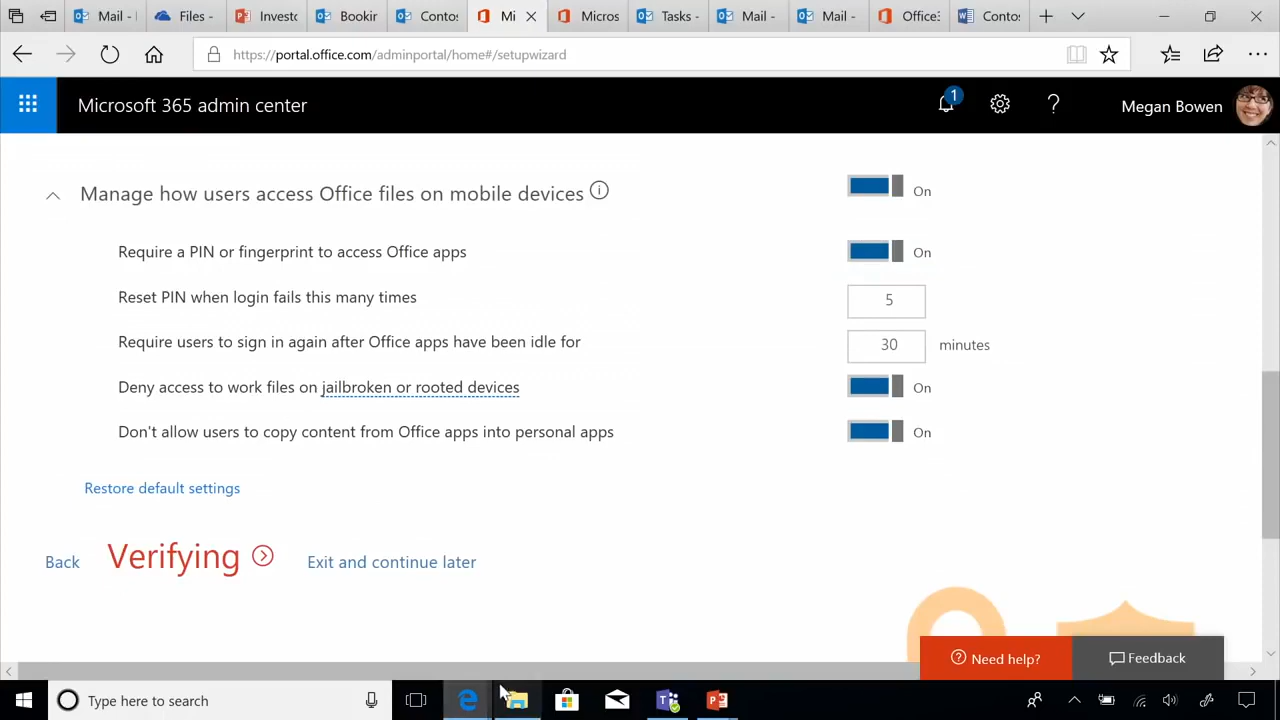 Mail -
Files -
Investo
Bookir
Contos
Mi
Micros
Tasks -
Mail -
Mail -
Office3
Contos
https://portal.office.com/adminportal/home#/setupwizard
Microsoft 365 admin center
1
Megan Bowen
Manage how users access Office files on mobile devices
On
Require a PIN or fingerprint to access Office apps
On
Reset PIN when login fails this many times
5
Require users to sign in again after Office apps have been idle for
30 minutes
Deny access to work files on jailbroken or rooted devices
On
Don't allow users to copy content from Office apps into personal apps
On
Restore default settings
Back
Verifying
Exit and continue later
Need help?
Feedback
Type here to search